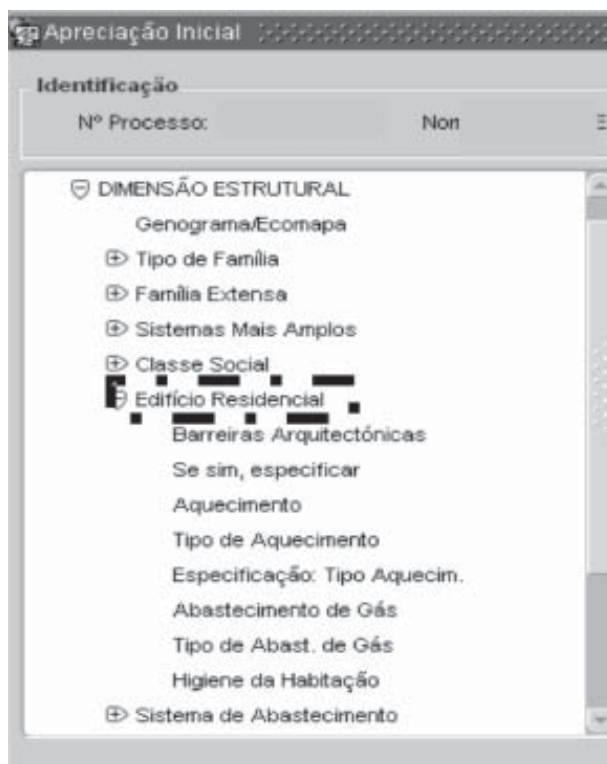 Apreciação Inicial
Identificação
Nº Processo: Nom
DIMENSÃO ESTRUTURAL
Genograma/Ecomapa
Tipo de Família
Família Extensa
Sistemas Mais Amplos
Classe Social
Edifício Residencial
Barreiras Arquitectónicas
Se sim, especificar
Aquecimento
Tipo de Aquecimento
Especificação: Tipo Aquecim.
Abastecimento de Gás
Tipo de Abast. de Gás
Higiene da Habitação
Sistema de Abastecimento